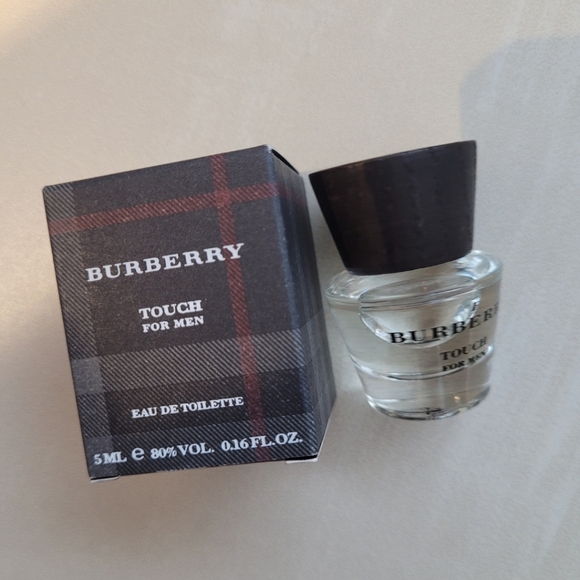 BURBERRY
TOUCH
FOR MEN
EAU DE TOILETTE
5 ML e 80% VOL. 0.16 FL.OZ.
BURBERRY
TOUCH
FOR MEN